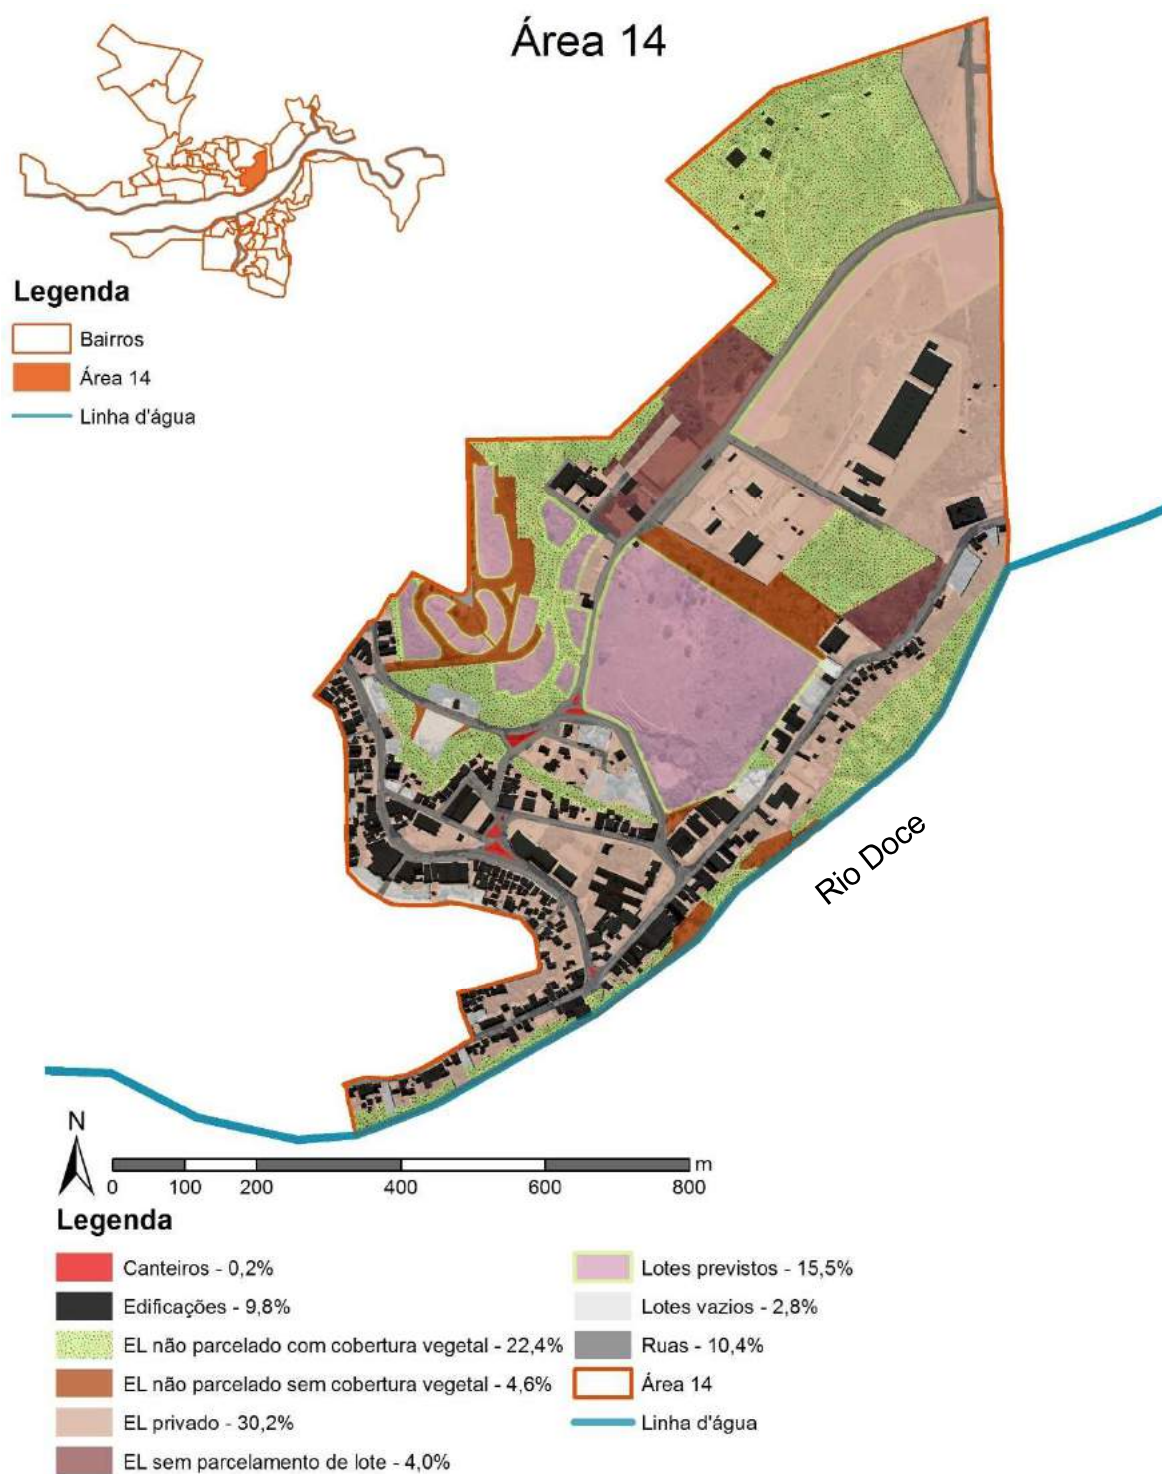 Área 14
Legenda
Bairros
Área 14
Linha d'água
Rio Doce
N
0 100 200 400 600 800 m
Legenda
Canteiros - 0,2%
Edificações - 9,8%
EL não parcelado com cobertura vegetal - 22,4%
EL não parcelado sem cobertura vegetal - 4,6%
EL privado - 30,2%
EL sem parcelamento de lote - 4,0%
Lotes previstos - 15,5%
Lotes vazios - 2,8%
Ruas - 10,4%
Área 14
Linha d'água